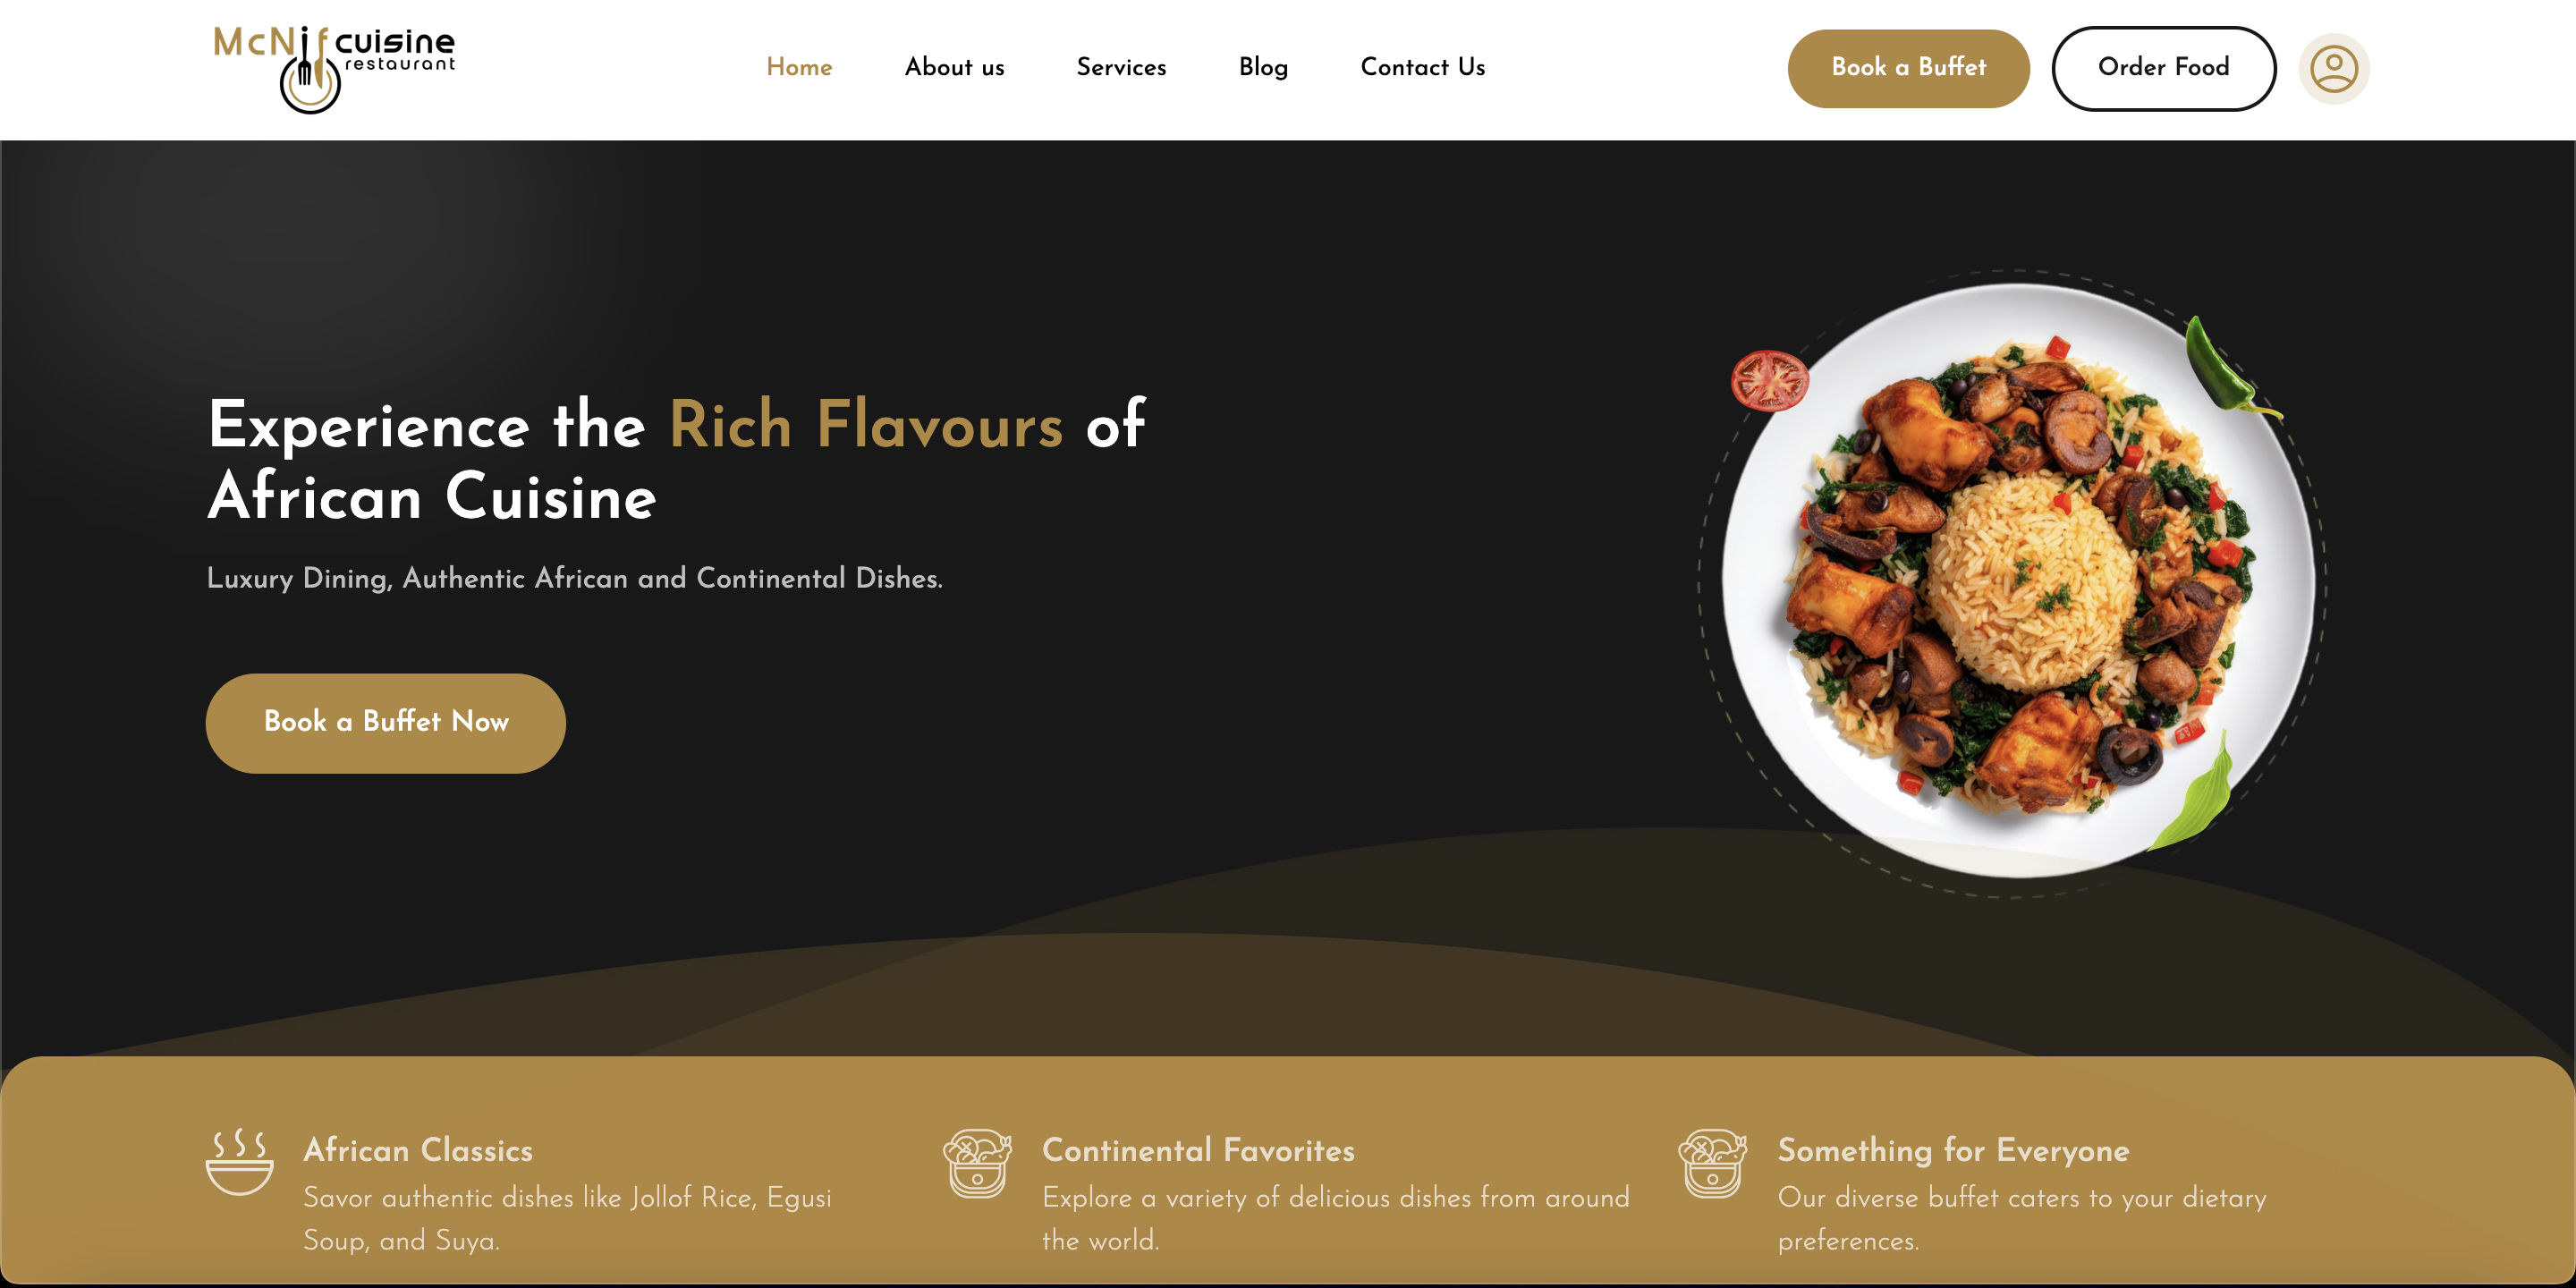 McNif cuisine
restaurant
Home
About us
Services
Blog
Contact Us
Book a Buffet
Order Food
Experience the Rich Flavours of
African Cuisine
Luxury Dining, Authentic African and Continental Dishes.
Book a Buffet Now
African Classics
Savor authentic dishes like Jollof Rice, Egusi
Soup, and Suya.
Continental Favorites
Explore a variety of delicious dishes from around
the world.
Something for Everyone
Our diverse buffet caters to your dietary
preferences.